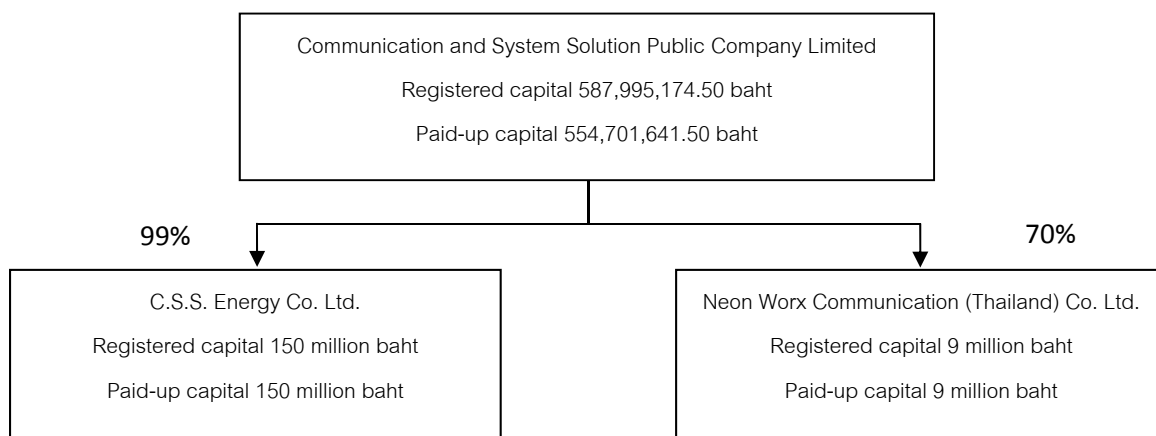 Communication and System Solution Public Company Limited
Registered capital 587,995,174.50 baht
Paid-up capital 554,701,641.50 baht
99%
70%
C.S.S. Energy Co. Ltd.
Registered capital 150 million baht
Paid-up capital 150 million baht
Neon Worx Communication (Thailand) Co. Ltd.
Registered capital 9 million baht
Paid-up capital 9 million baht